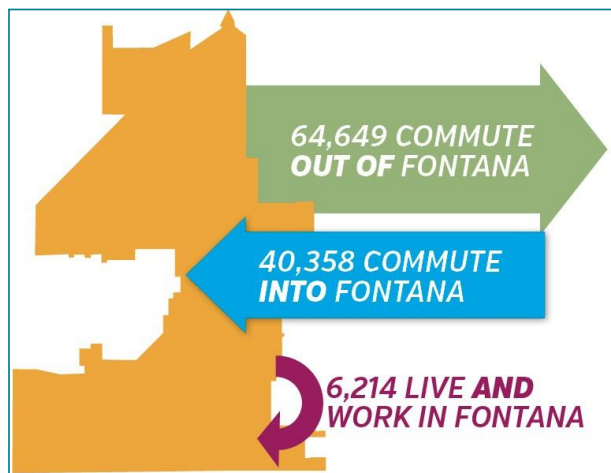 64,649 COMMUTE
OUT OF FONTANA
40,358 COMMUTE
INTO FONTANA
6,214 LIVE AND
WORK IN FONTANA